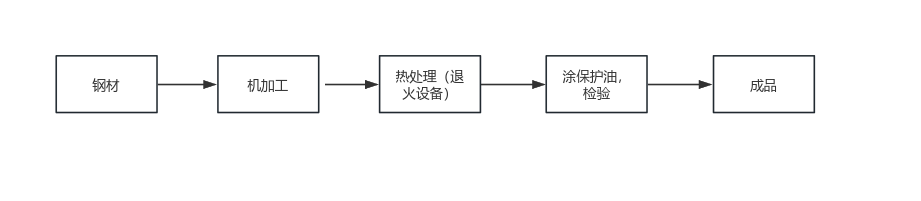 钢材
机加工
热处理（退
火设备）
涂保护油，
检验
成品